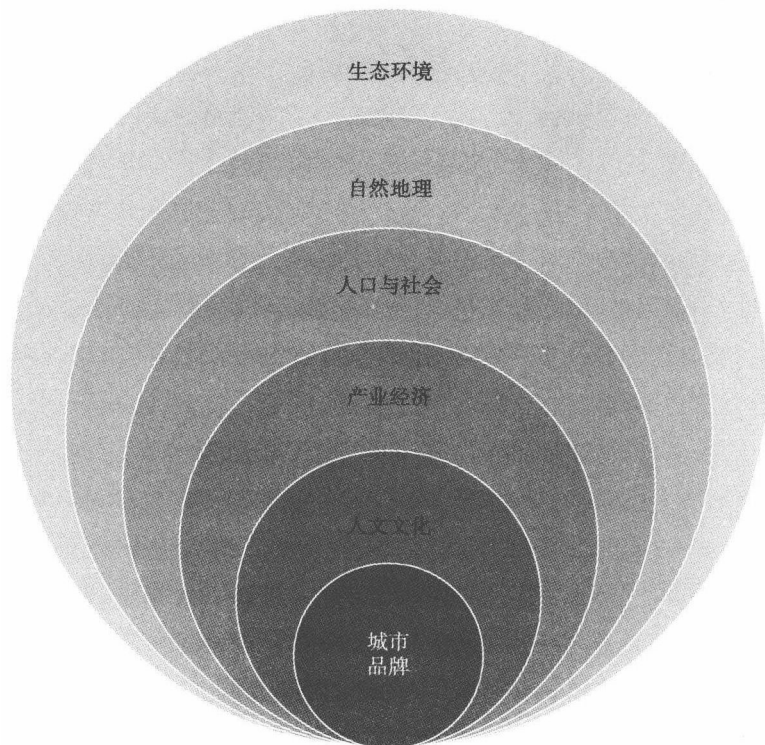 生态环境
自然地理
人口与社会
产业经济
人文文化
城市
品牌